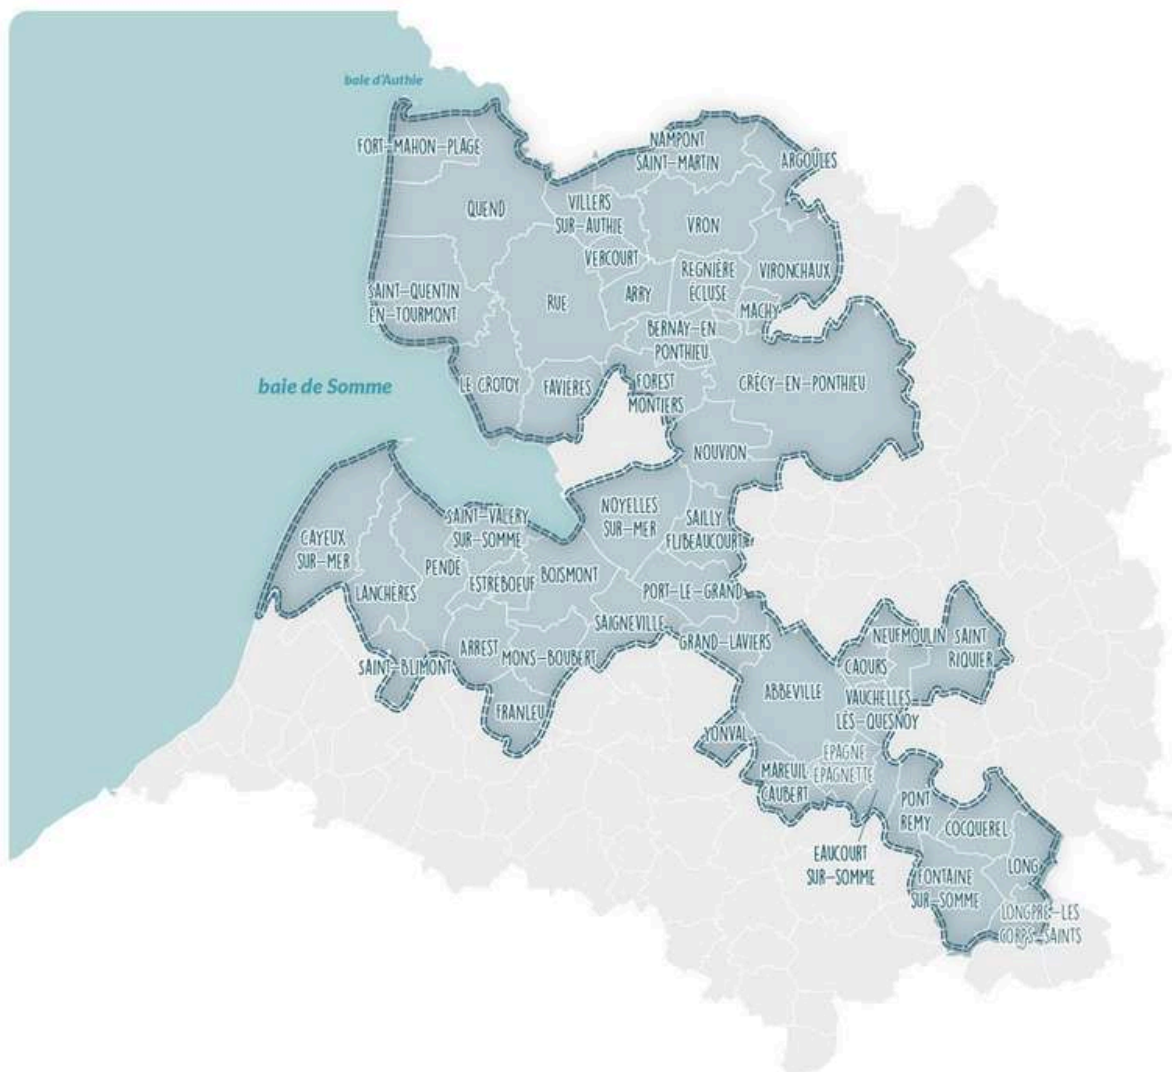 baie d'Authie
FORT-MAHON-PLAGE
NAMPONT
SAINT-MARTIN
ARGOULES
QUEND
VILLERS
SUR-AUTHIE
VRON
VERCOURT
REGNIÈRE
ÉCLUSE
VIRONCHAUX
SAINT-QUENTIN
EN-TOURMONT
RUE
ARRY
MACHY
BERNAY-EN
PONTHIEU
baie de Somme
LE CROTOY
FAVIÈRES
FOREST
MONTIERS
CRÉCY-EN-PONTHIEU
NOUVION
NOYELLES
SUR-MER
SAILLY
FLIBEAUCOURT
SAINT-VALERY
SUR-SOMME
CAYEUX
SUR-MER
PENDÉ
ESTREBOEUF
BOISMONT
LANCHÈRES
PORT-LE-GRAND
SAIGNEVILLE
GRAND-LAVIERS
NEUFMOULIN
SAINT
RIQUIER
ARREST
MONS-BOUBERT
SAINT-BLIMONT
CAOURS
ABBEVILLE
VAUCHELLES
LÈS-QUESNOY
FRANLEU
YONVAL
EPAGNE
EPAGNETTE
MAREUIL
CAUBERT
PONT
REMY
COCQUEREL
EAUCOURT
SUR-SOMME
FONTAINE
SUR-SOMME
LONG
LONGPRÉ-LES
CORPS-SAINTS